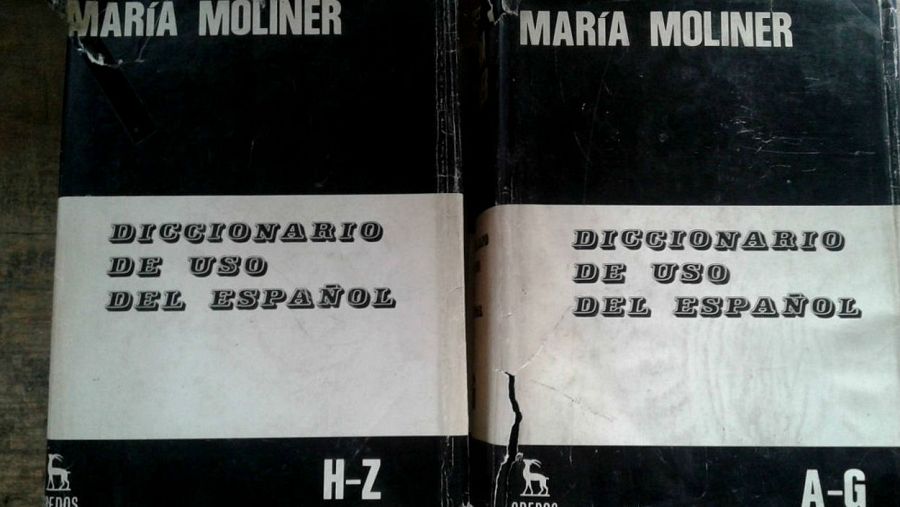 MARÍA MOLINER
DICCIONARIO
DE USO
DEL ESPAÑOL
H-Z
MARÍA MOLINER
DICCIONARIO
DE USO
DEL ESPAÑOL
A-G